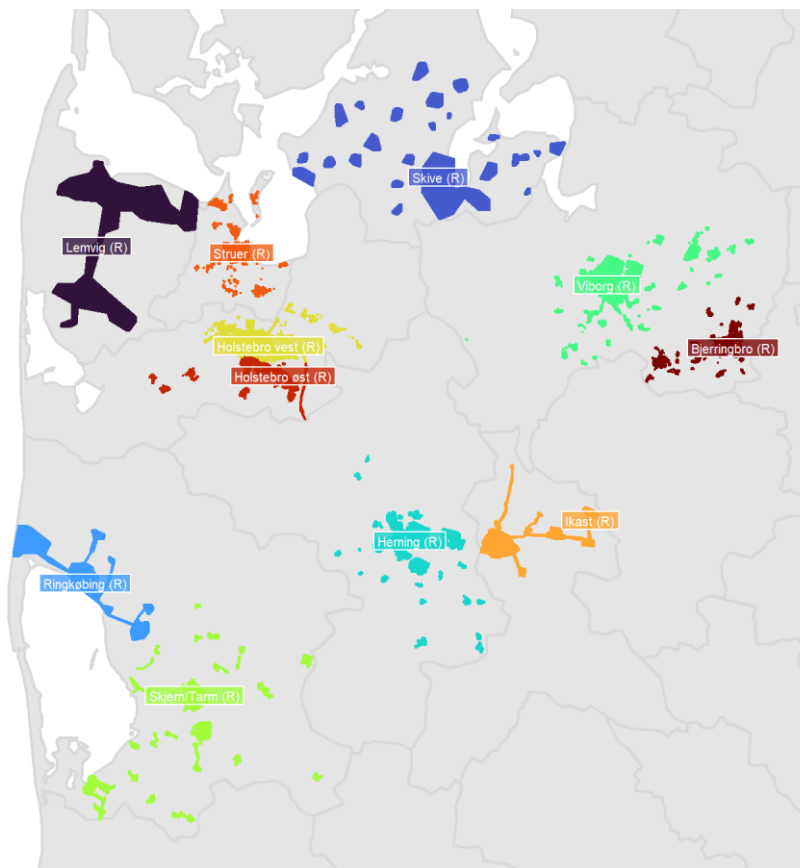 Skive (R)
Lemvig (R)
Struer (R)
Viborg (R)
Holstebro vest (R)
Bjerringbro (R)
Holstebro øst (R)
Ikast (R)
Herning (R)
Ringkøbing (R)
Skjern/Tarm (R)